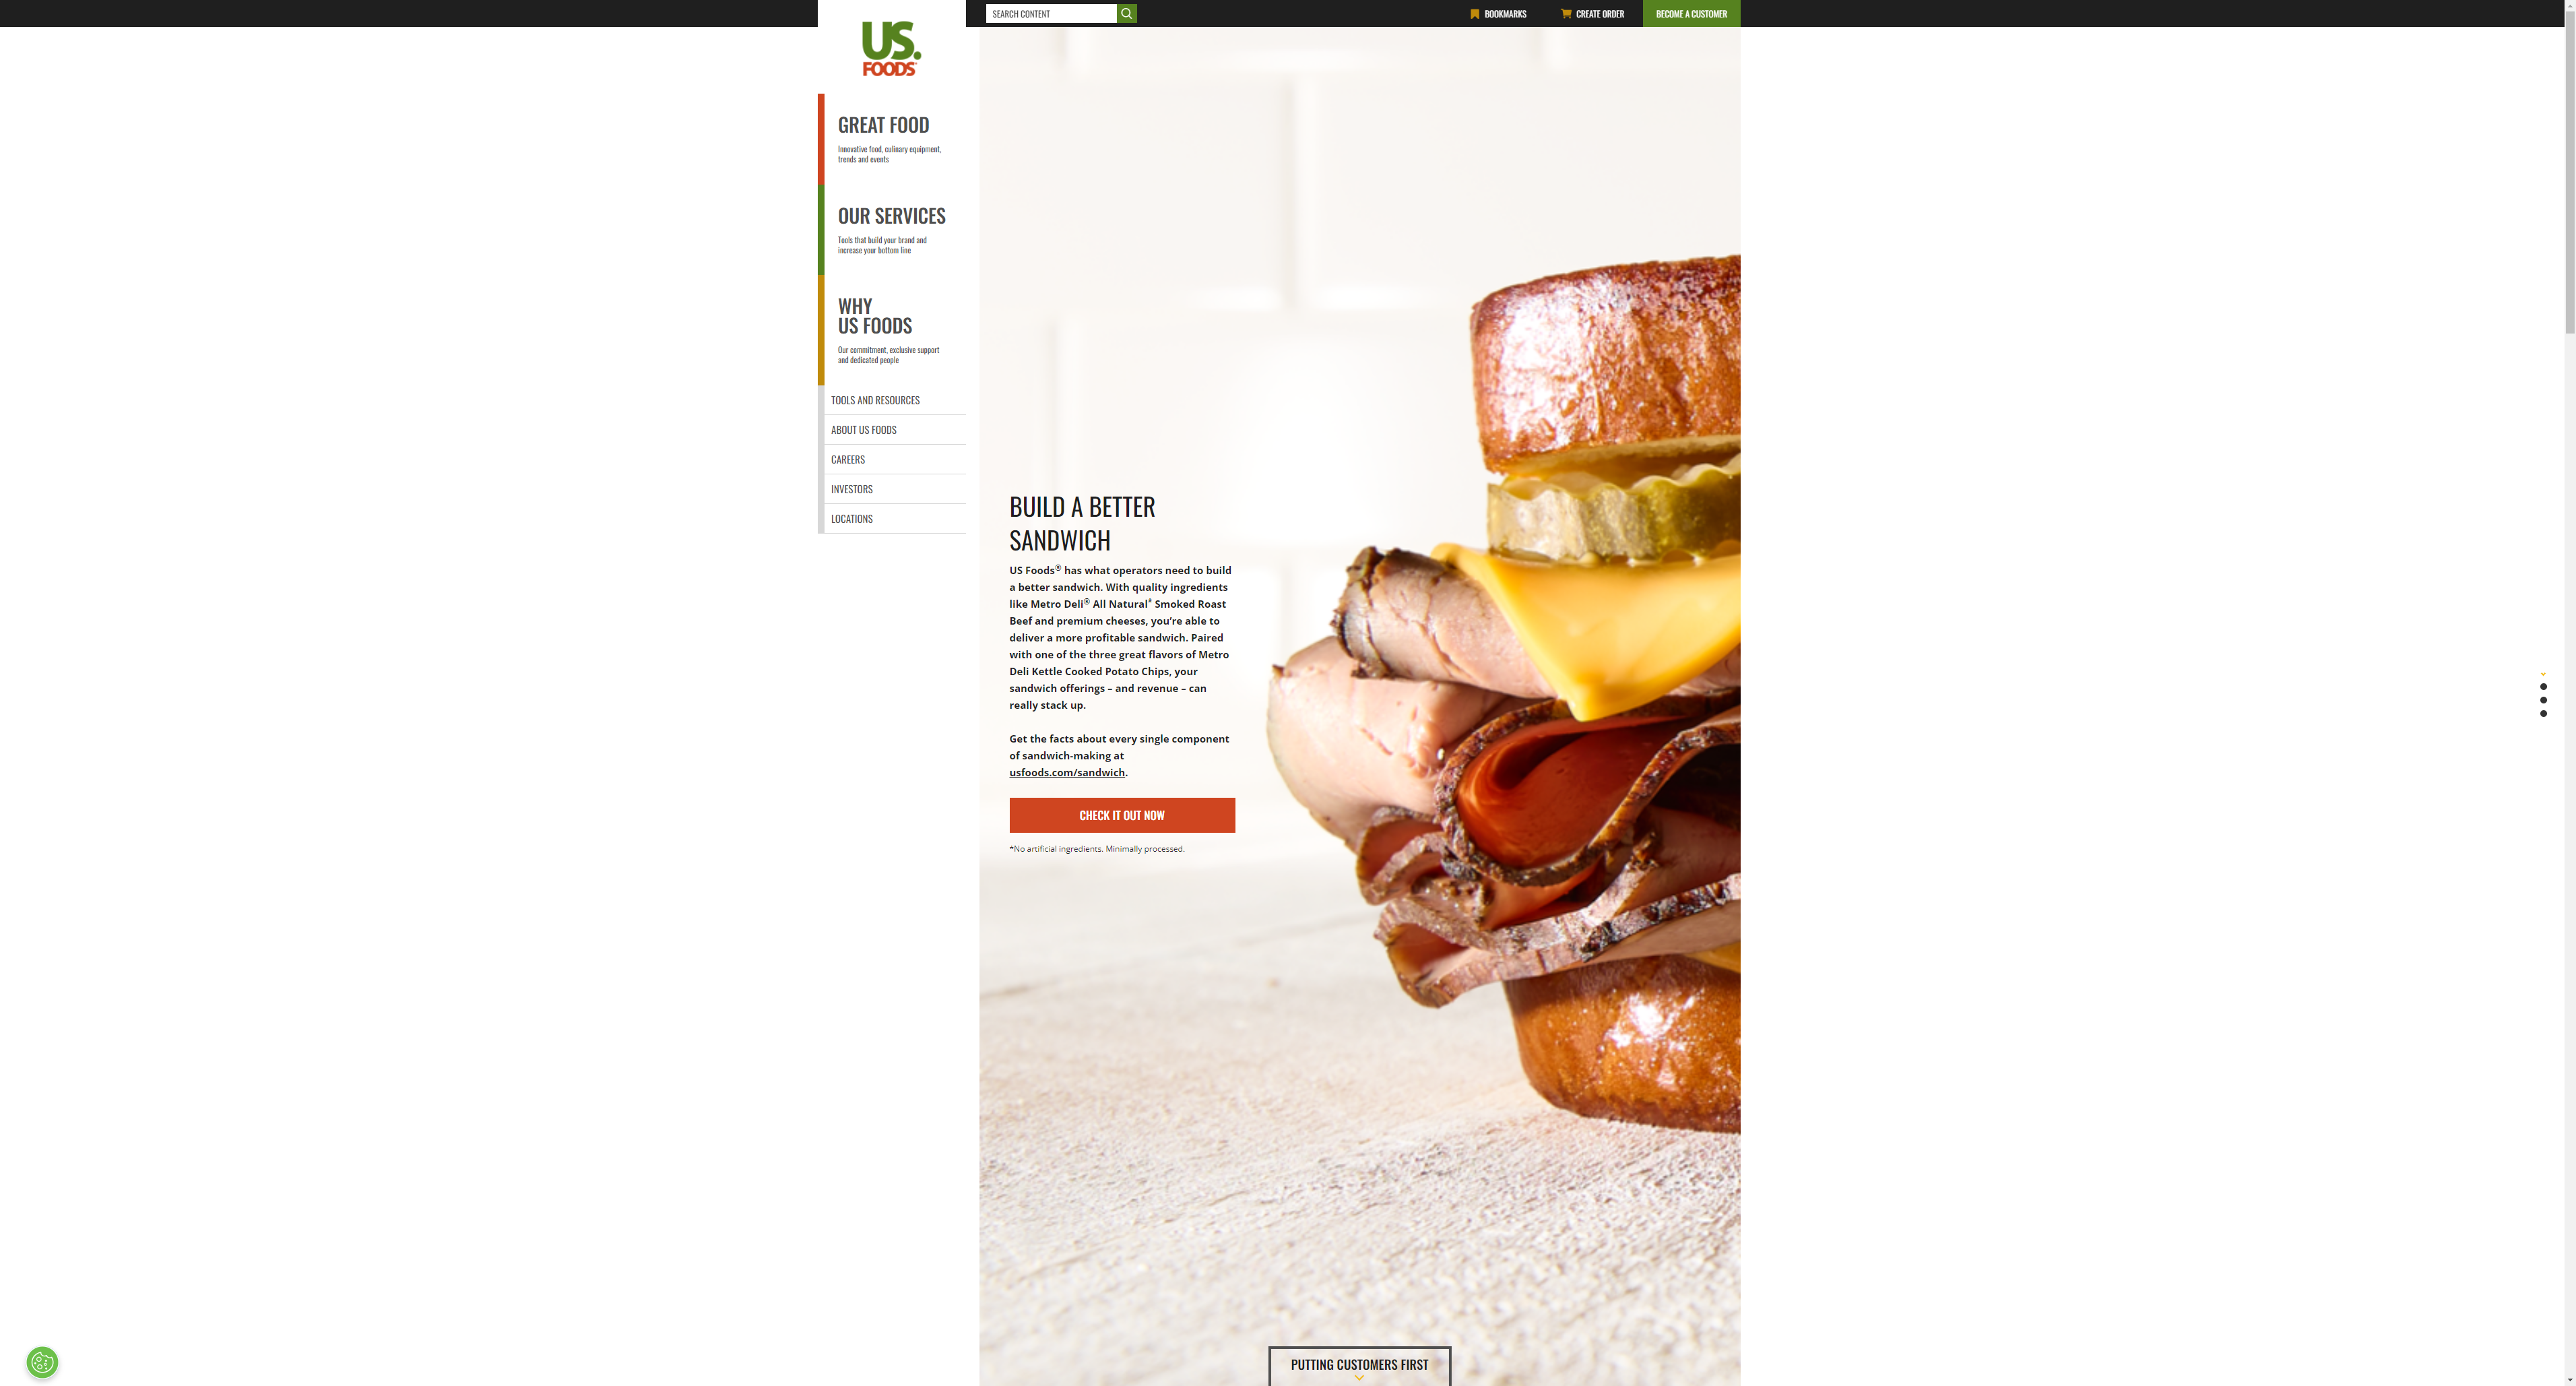 SEARCH CONTENT
BOOKMARKS
CREATE ORDER
BECOME A CUSTOMER
US.
FOODS
GREAT FOOD
Innovative food, culinary equipment,
trends and events
OUR SERVICES
Tools that build your brand and
increase your bottom line
WHY
US FOODS
Our commitment, exclusive support
and dedicated people
TOOLS AND RESOURCES
ABOUT US FOODS
CAREERS
INVESTORS
LOCATIONS
BUILD A BETTER
SANDWICH
US Foods® has what operators need to build
a better sandwich. With quality ingredients
like Metro Deli® All Natural* Smoked Roast
Beef and premium cheeses, you’re able to
deliver a more profitable sandwich. Paired
with one of the three great flavors of Metro
Deli Kettle Cooked Potato Chips, your
sandwich offerings – and revenue – can
really stack up.
Get the facts about every single component
of sandwich-making at
usfoods.com/sandwich.
CHECK IT OUT NOW
*No artificial ingredients. Minimally processed.
PUTTING CUSTOMERS FIRST